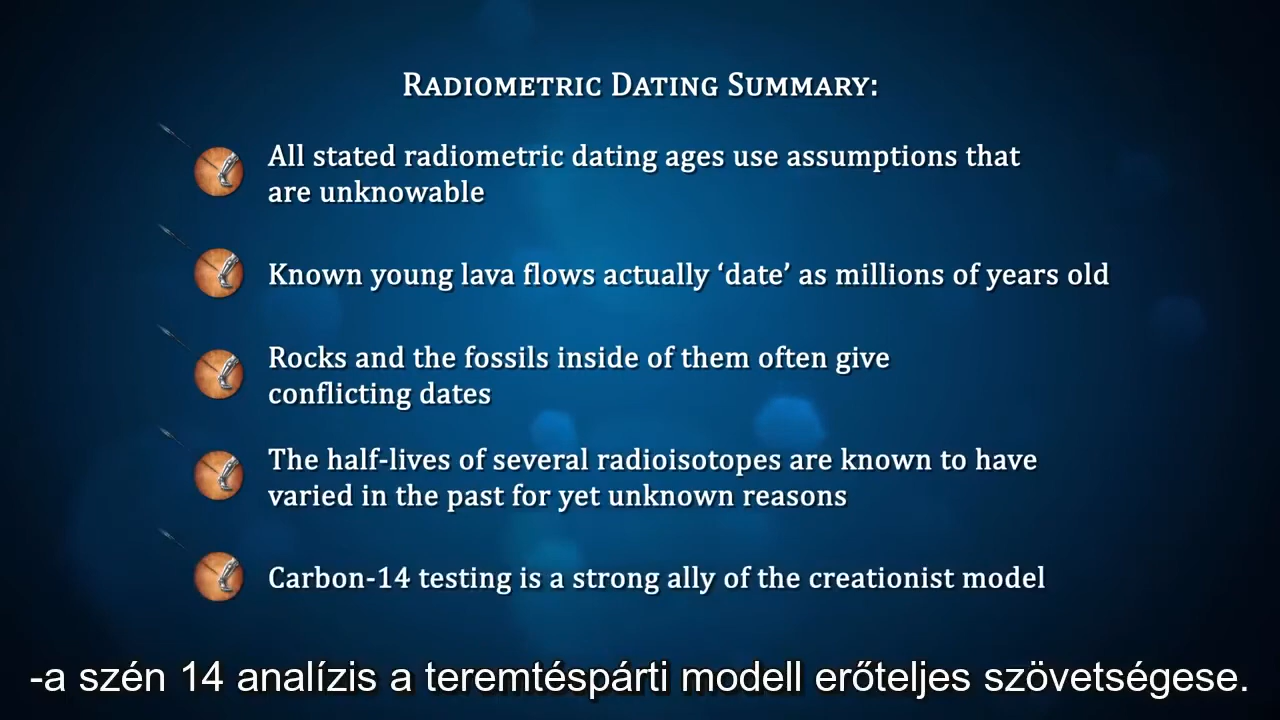 Radiometric Dating Summary:
All stated radiometric dating ages use assumptions that
are unknowable
Known young lava flows actually ‘date’ as millions of years old
Rocks and the fossils inside of them often give
conflicting dates
The half-lives of several radioisotopes are known to have
varied in the past for yet unknown reasons
Carbon-14 testing is a strong ally of the creationist model
-a szén 14 analízis a teremtéspárti modell erőteljes szövetségese.